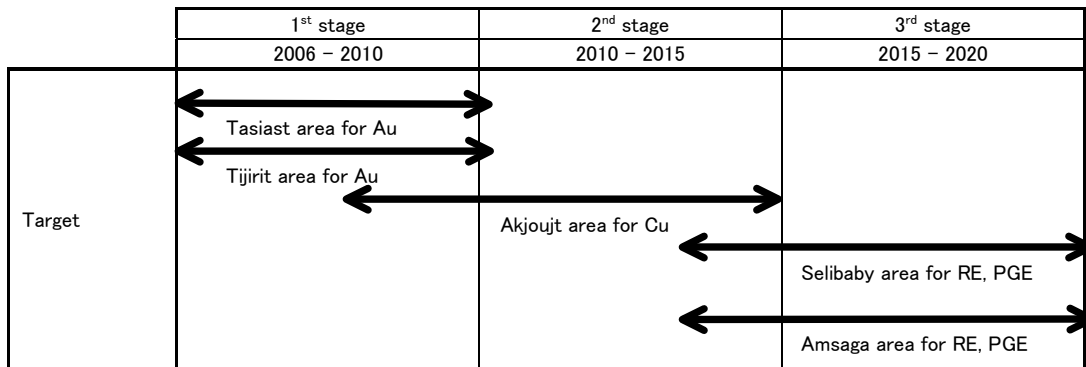 1st stage 2nd stage 3rd stage
2006 - 2010 2010 - 2015 2015 - 2020
Tasiast area for Au
Tijirit area for Au
Target
Akjoujt area for Cu
Selibaby area for RE, PGE
Amsaga area for RE, PGE